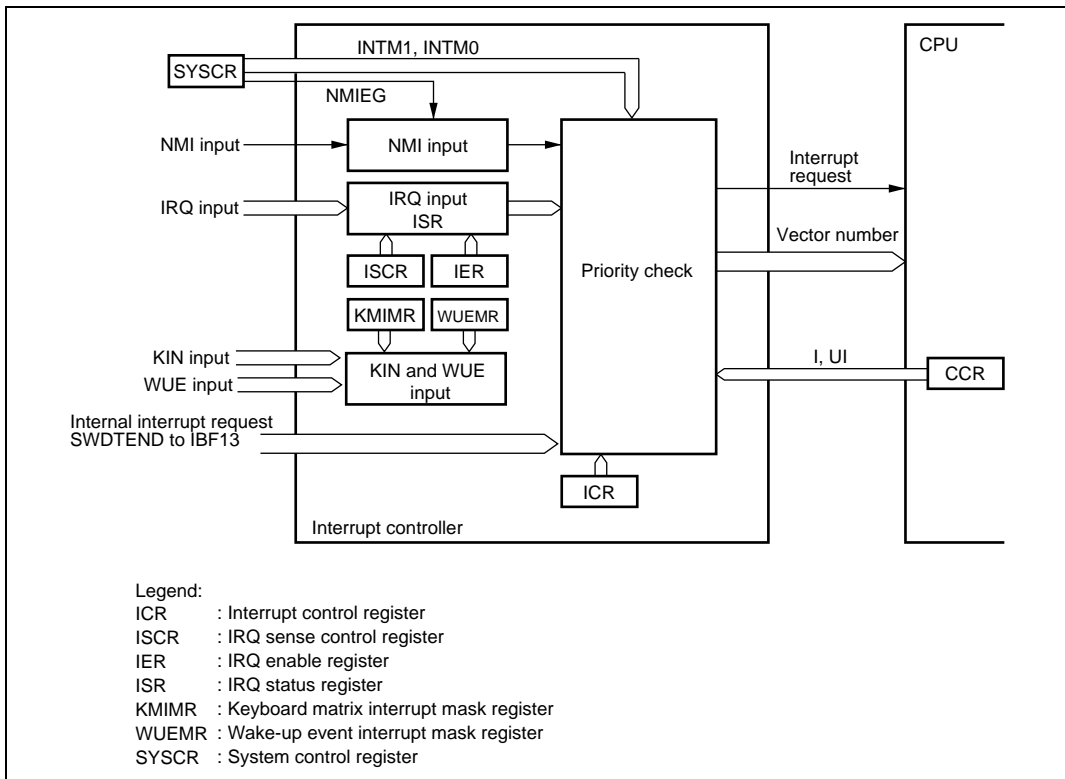 INTM1, INTM0
CPU
SYSCR
NMIEG
NMI input
NMI input
Interrupt
request
IRQ input
IRQ input
ISR
Vector number
ISCR
IER
Priority check
KMIMR
WUEMR
KIN input
WUE input
KIN and WUE
input
I, UI
CCR
Internal interrupt request
SWDTEND to IBF13
ICR
Interrupt controller
Legend:
ICR : Interrupt control register
ISCR : IRQ sense control register
IER : IRQ enable register
ISR : IRQ status register
KMIMR : Keyboard matrix interrupt mask register
WUEMR : Wake-up event interrupt mask register
SYSCR : System control register